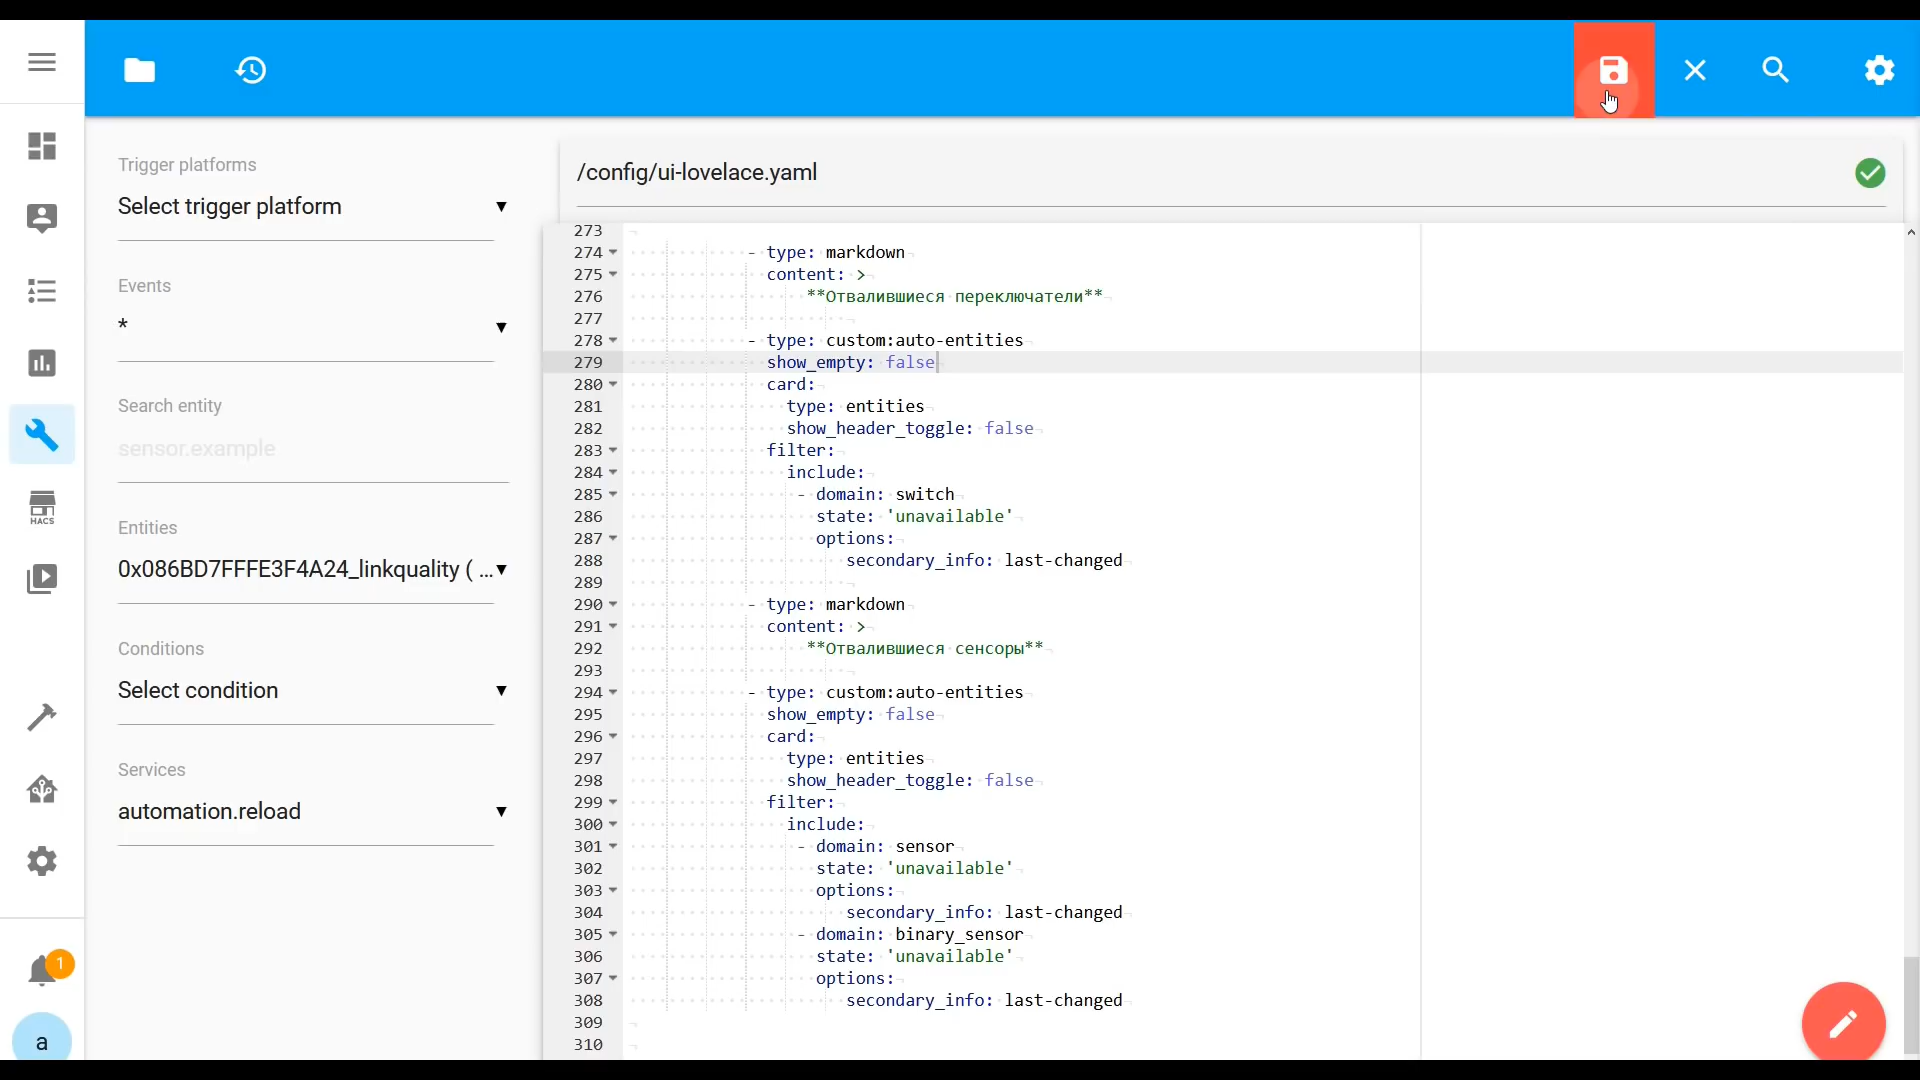 /config/ui-lovelace.yaml
Trigger platforms
Select trigger platform
Events
*
Search entity
sensor.example
Entities
0x086BD7FFFE3F4A24_linkquality ( ...
Conditions
Select condition
Services
automation.reload
HACS
1
a
273
274 - type: markdown
275 content: >
276 **Отвалившиеся переключатели**
277
278 - type: custom:auto-entities
279 show_empty: false
280 card:
281 type: entities
282 show_header_toggle: false
283 filter:
284 include:
285 - domain: switch
286 state: 'unavailable'
287 options:
288 secondary_info: last-changed
289
290 - type: markdown
291 content: >
292 **Отвалившиеся сенсоры**
293
294 - type: custom:auto-entities
295 show_empty: false
296 card:
297 type: entities
298 show_header_toggle: false
299 filter:
300 include:
301 - domain: sensor
302 state: 'unavailable'
303 options:
304 secondary_info: last-changed
305 - domain: binary_sensor
306 state: 'unavailable'
307 options:
308 secondary_info: last-changed
309
310